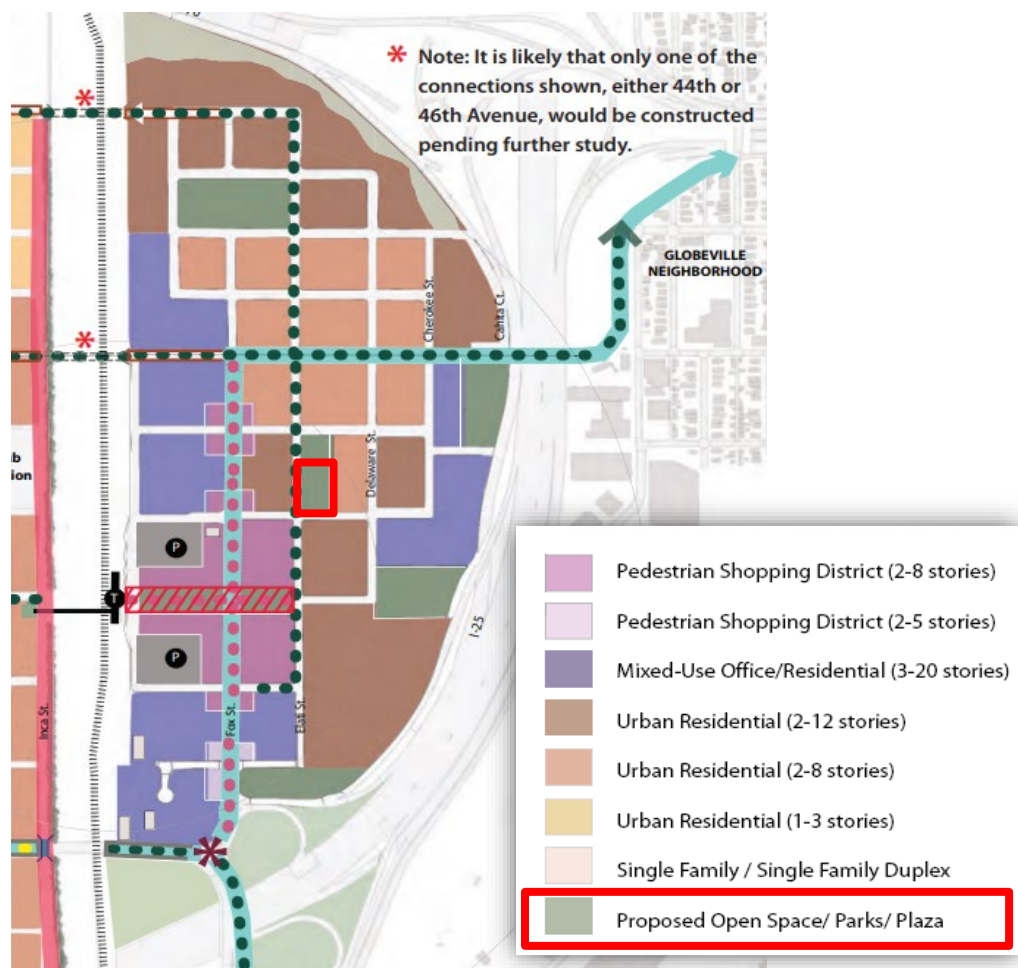 * Note: It is likely that only one of the
connections shown, either 44th or
46th Avenue, would be constructed
pending further study.
*
GLOBEVILLE
NEIGHBORHOOD
Cherokee St.
Cahita Ct.
*
b
ion
Delaware St.
P
T
I-25
P
Inca St.
Fox St.
Elati St.
*
Pedestrian Shopping District (2-8 stories)
Pedestrian Shopping District (2-5 stories)
Mixed-Use Office/Residential (3-20 stories)
Urban Residential (2-12 stories)
Urban Residential (2-8 stories)
Urban Residential (1-3 stories)
Single Family / Single Family Duplex
Proposed Open Space/ Parks/ Plaza